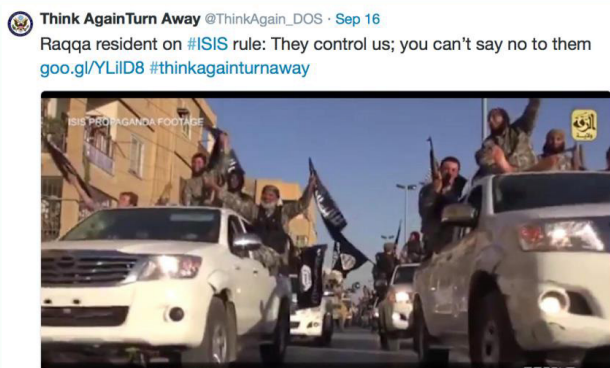 Think AgainTurn Away @ThinkAgain_DOS · Sep 16
Raqqa resident on #ISIS rule: They control us; you can't say no to them
goo.gl/YLilD8 #thinkagainturnaway
ISIS PROPAGANDA FOOTAGE